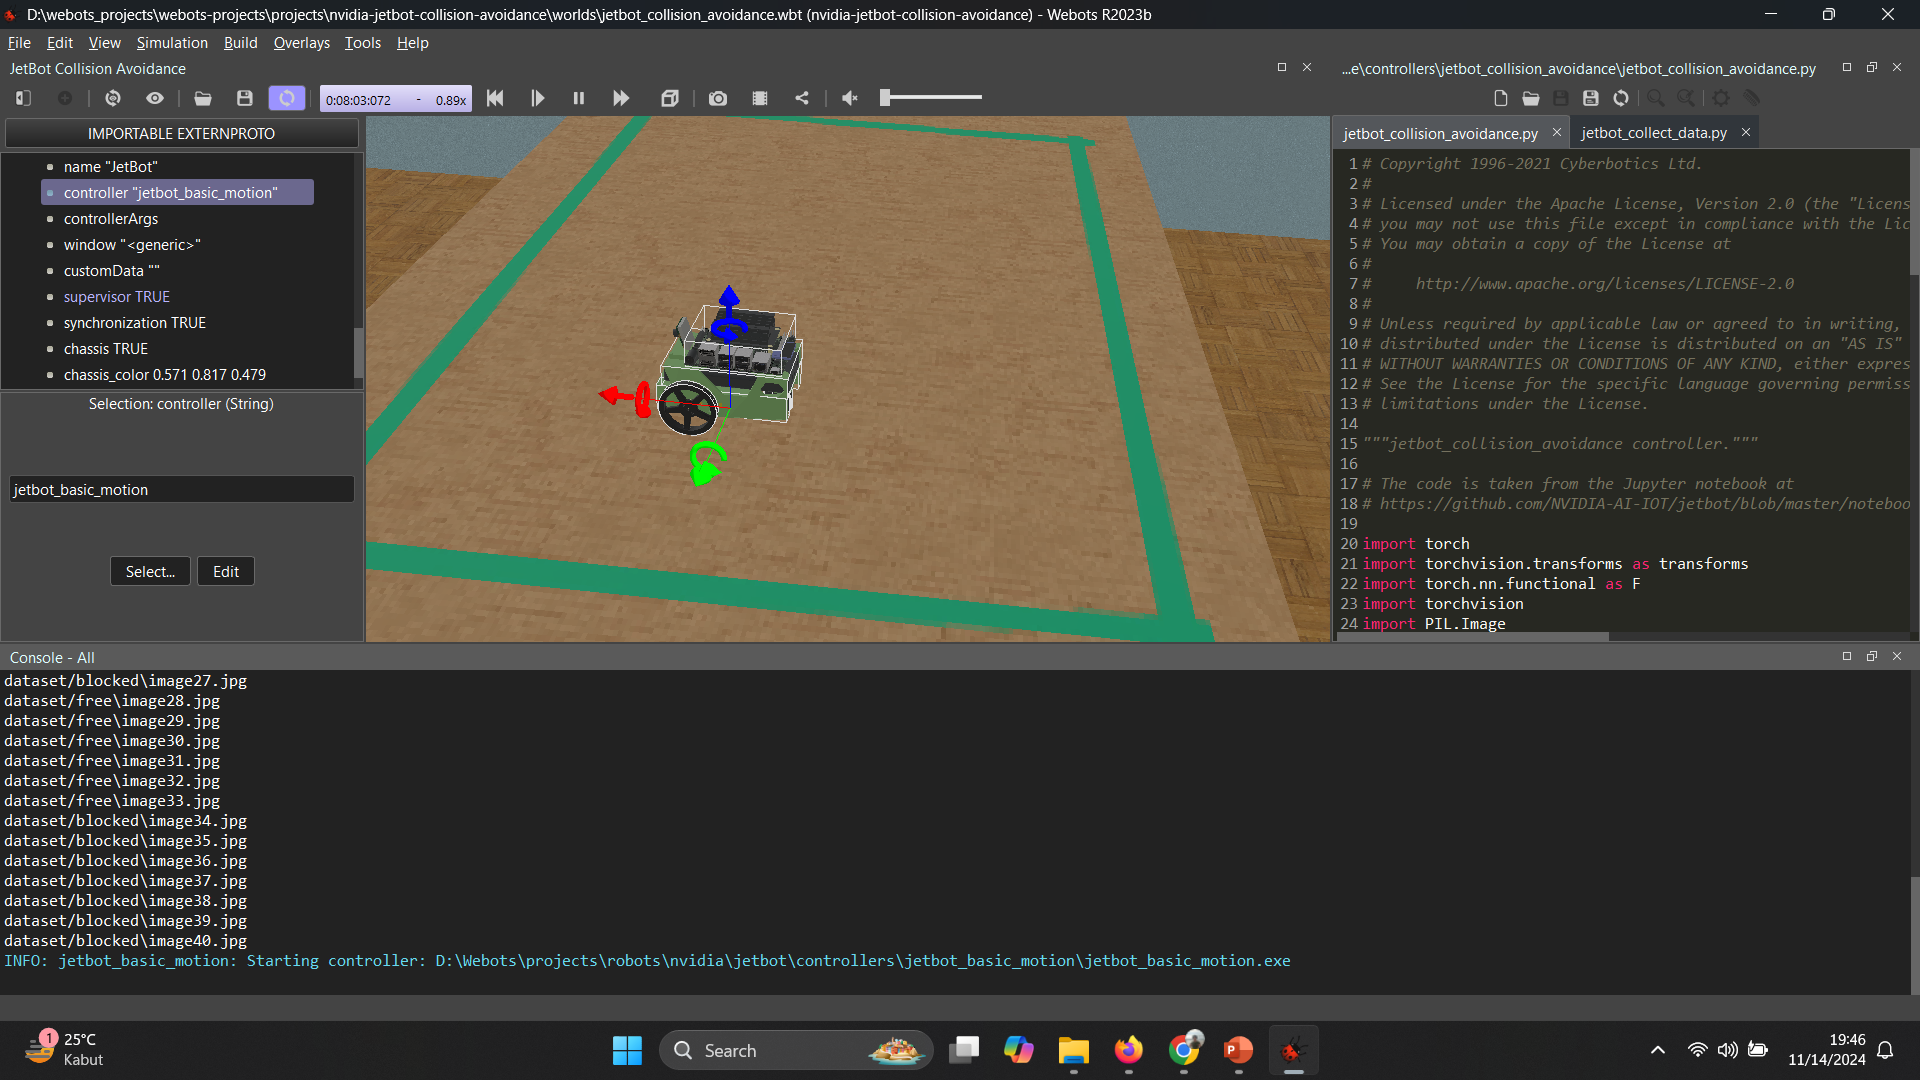 D:\webots_projects\webots-projects\projects\nvidia-jetbot-collision-avoidance\worlds\jetbot_collision_avoidance.wbt (nvidia-jetbot-collision-avoidance) - Webots R2023b
File Edit View Simulation Build Overlays Tools Help
JetBot Collision Avoidance
...e\controllers\jetbot_collision_avoidance\jetbot_collision_avoidance.py
0:08:03:072 - 0.89x
IMPORTABLE EXTERNPROTO
name "JetBot"
controller "jetbot_basic_motion"
controllerArgs
window "<generic>"
customData ""
supervisor TRUE
synchronization TRUE
chassis TRUE
chassis_color 0.571 0.817 0.479
Selection: controller (String)
jetbot_basic_motion
Select... Edit
jetbot_collision_avoidance.py jetbot_collect_data.py
1 # Copyright 1996-2021 Cyberbotics Ltd.
2 #
3 # Licensed under the Apache License, Version 2.0 (the "Licens
4 # you may not use this file except in compliance with the Lic
5 # You may obtain a copy of the License at
6 #
7 # http://www.apache.org/licenses/LICENSE-2.0
8 #
9 # Unless required by applicable law or agreed to in writing,
10 # distributed under the License is distributed on an "AS IS"
11 # WITHOUT WARRANTIES OR CONDITIONS OF ANY KIND, either expres
12 # See the License for the specific language governing permiss
13 # limitations under the License.
14
15 """jetbot_collision_avoidance controller."""
16
17 # The code is taken from the Jupyter notebook at
18 # https://github.com/NVIDIA-AI-IOT/jetbot/blob/master/noteboo
19
20 import torch
21 import torchvision.transforms as transforms
22 import torch.nn.functional as F
23 import torchvision
24 import PIL.Image
Console - All
dataset/blocked\image27.jpg
dataset/free\image28.jpg
dataset/free\image29.jpg
dataset/free\image30.jpg
dataset/free\image31.jpg
dataset/free\image32.jpg
dataset/free\image33.jpg
dataset/blocked\image34.jpg
dataset/blocked\image35.jpg
dataset/blocked\image36.jpg
dataset/blocked\image37.jpg
dataset/blocked\image38.jpg
dataset/blocked\image39.jpg
dataset/blocked\image40.jpg
INFO: jetbot_basic_motion: Starting controller: D:\Webots\projects\robots\nvidia\jetbot\controllers\jetbot_basic_motion\jetbot_basic_motion.exe
1
25°C
Kabut
Search
P
19:46
11/14/2024